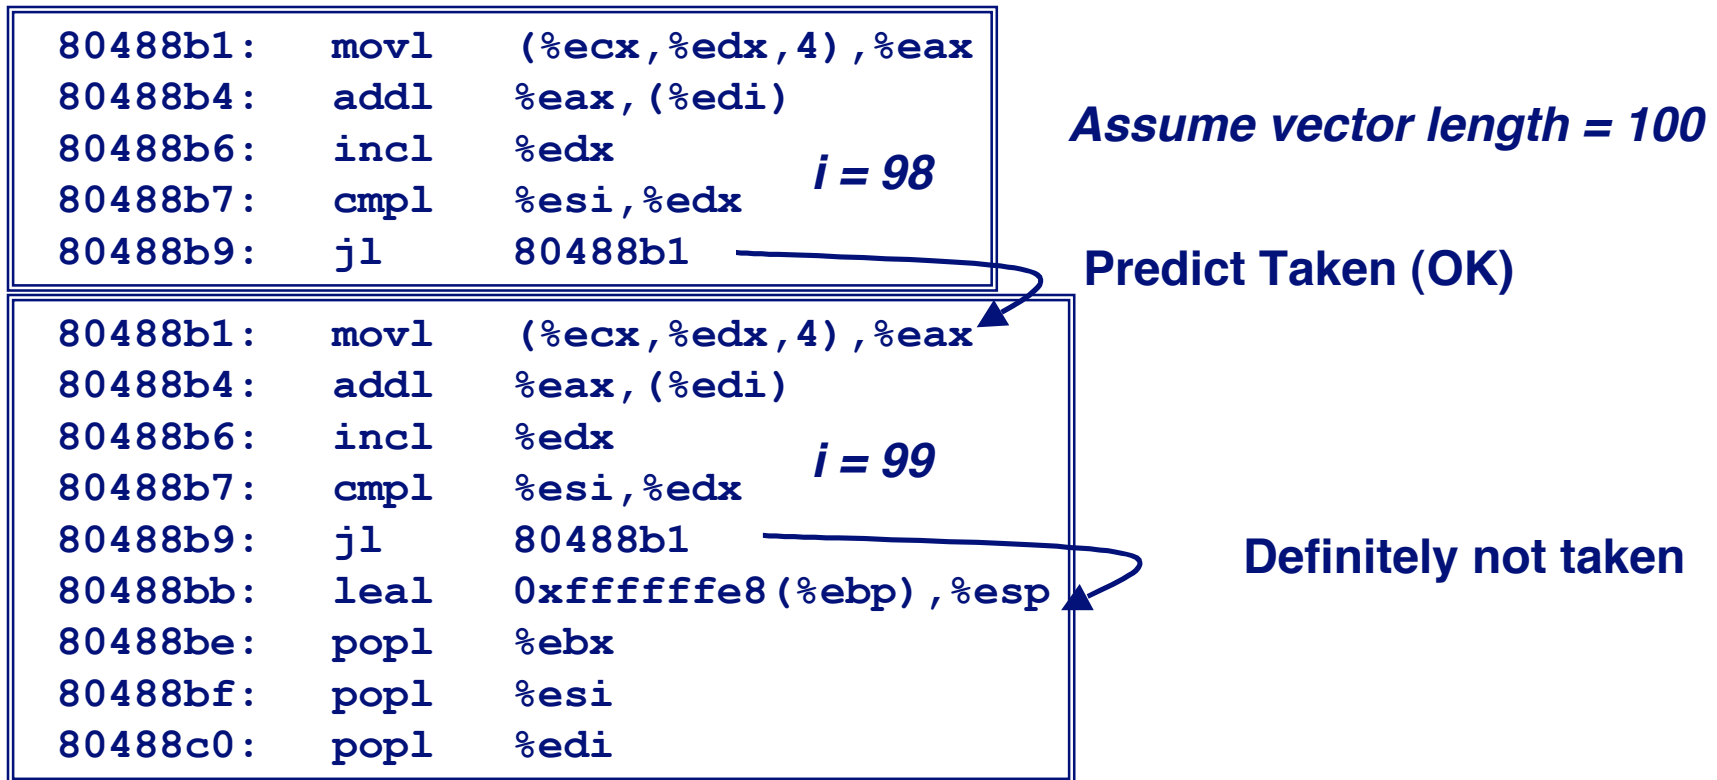 80488b1: movl (%ecx,%edx,4),%eax
80488b4: addl %eax,(%edi)
80488b6: incl %edx
80488b7: cmpl %esi,%edx
80488b9: jl 80488b1
i = 98
Assume vector length = 100
Predict Taken (OK)
80488b1: movl (%ecx,%edx,4),%eax
80488b4: addl %eax,(%edi)
80488b6: incl %edx
80488b7: cmpl %esi,%edx
80488b9: jl 80488b1
i = 99
80488bb: leal 0xffffffe8(%ebp),%esp
80488be: popl %ebx
80488bf: popl %esi
80488c0: popl %edi
Definitely not taken